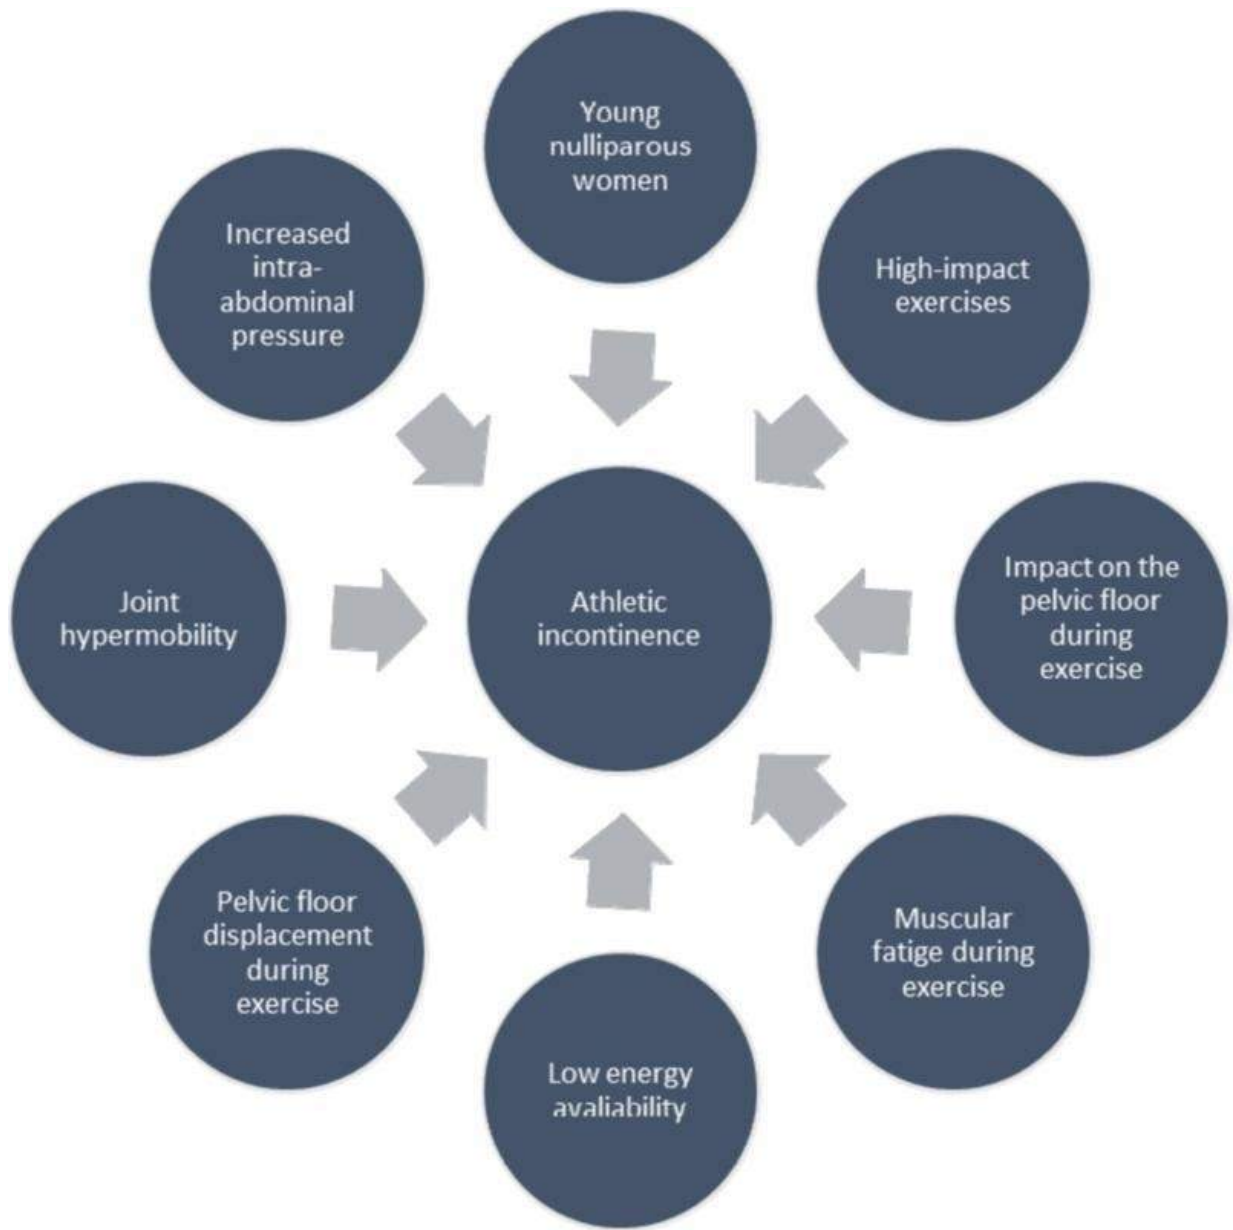 Young
nulliparous
women
High-impact
exercises
Impact on the
pelvic floor
during
exercise
Muscular
fatige during
exercise
Low energy
avaliability
Pelvic floor
displacement
during
exercise
Joint
hypermobility
Increased
intra-
abdominal
pressure
Athletic
incontinence